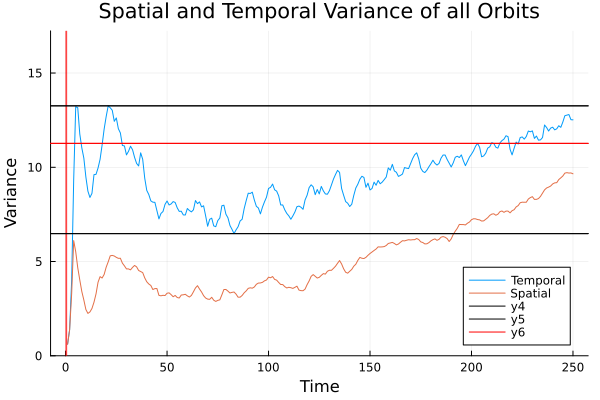 Spatial and Temporal Variance of all Orbits
15
10
5
0
Variance
0 50 100 150 200 250
Time
Temporal
Spatial
y4
y5
y6